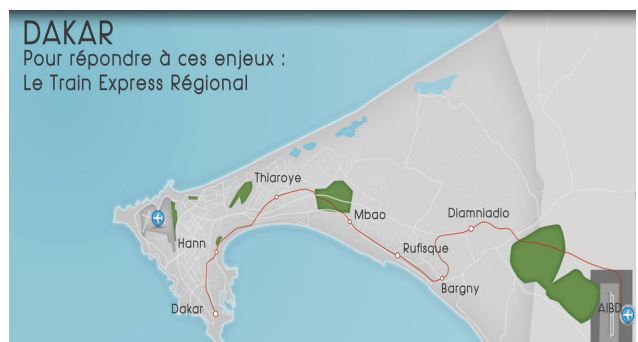 DAKAR
Pour répondre à ces enjeux :
Le Train Express Régional
Thiaroye
Mbao
Diamniadio
Hann
Rufisque
Bargny
Dakar
AIBD